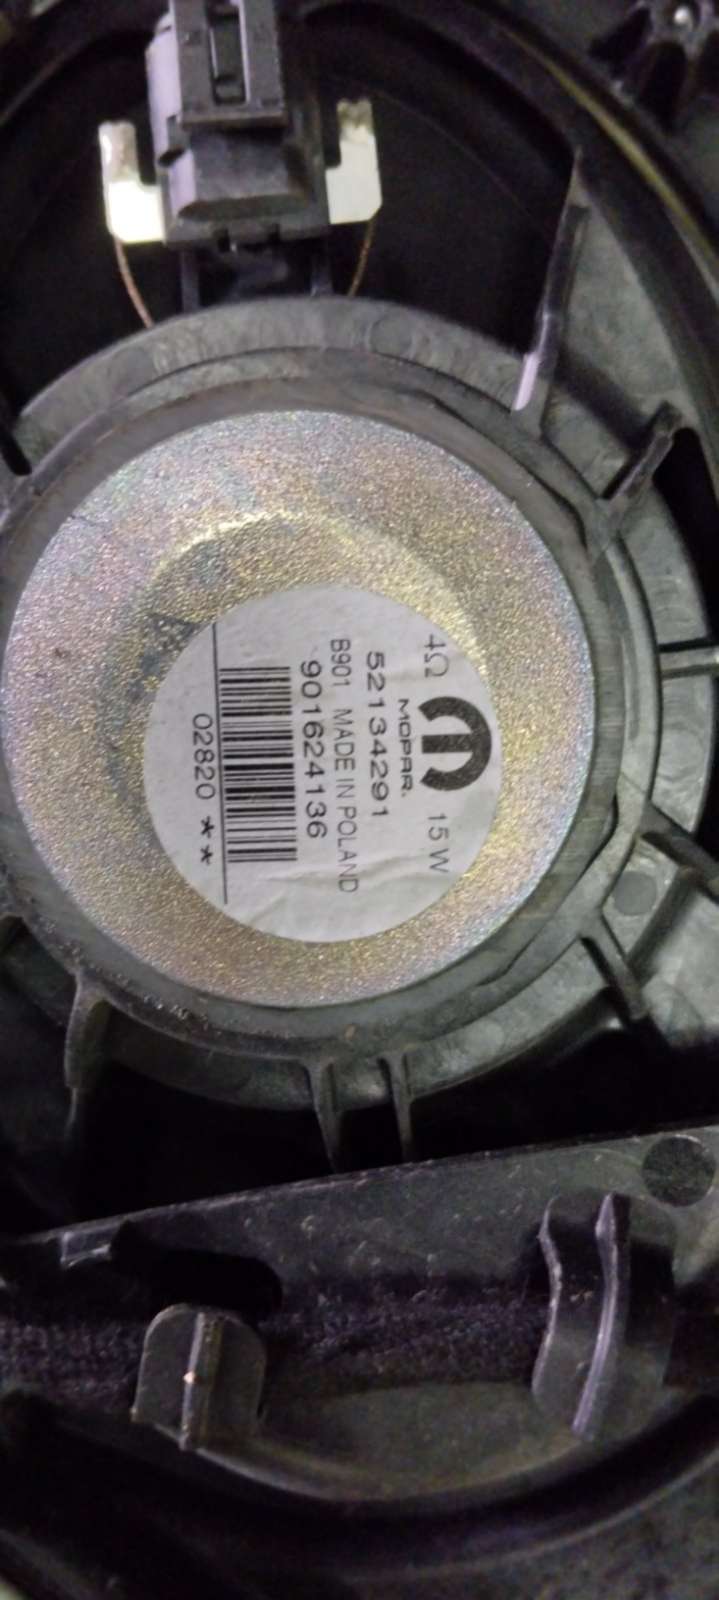 4Ω 15 W
MOPAR.
52134291
B901 MADE IN POLAND
901624136
02820 **